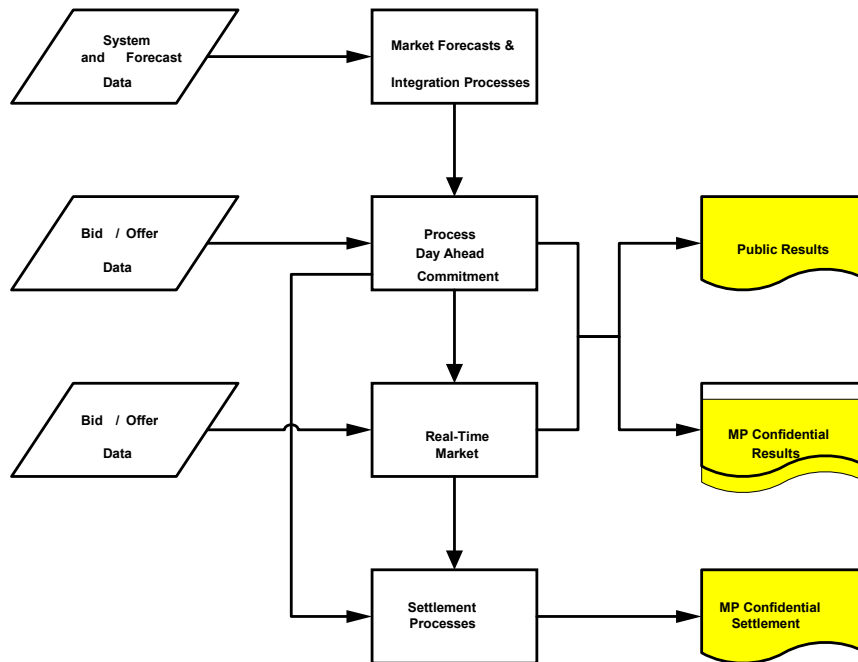 System
and Forecast
Data
Market Forecasts &
Integration Processes
Bid / Offer
Data
Process
Day Ahead
Commitment
Public Results
Bid / Offer
Data
Real-Time
Market
MP Confidential
Results
Settlement
Processes
MP Confidential
Settlement